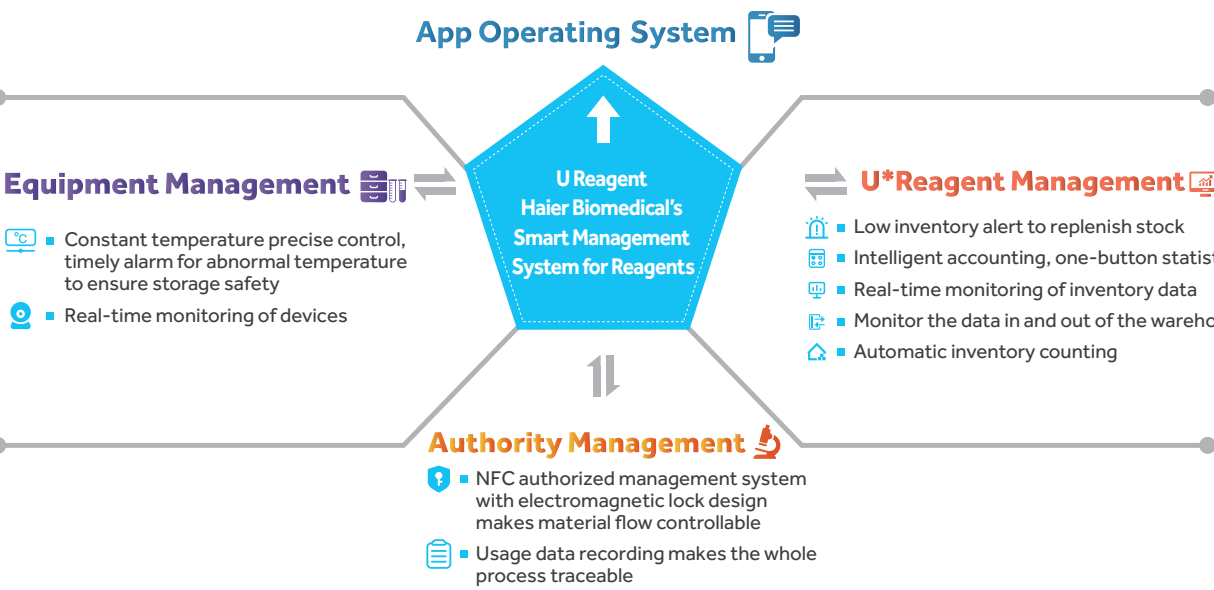 App Operating System
U Reagent
Haier Biomedical's
Smart Management
System for Reagents
Equipment Management
°C
Constant temperature precise control,
timely alarm for abnormal temperature
to ensure storage safety
Real-time monitoring of devices
U*Reagent Management
Low inventory alert to replenish stock
Intelligent accounting, one-button
Real-time monitoring of inventory data
Monitor the data in and out of the
Automatic inventory counting
Authority Management
NFC authorized management system
with electromagnetic lock design
makes material flow controllable
Usage data recording makes the whole
process traceable